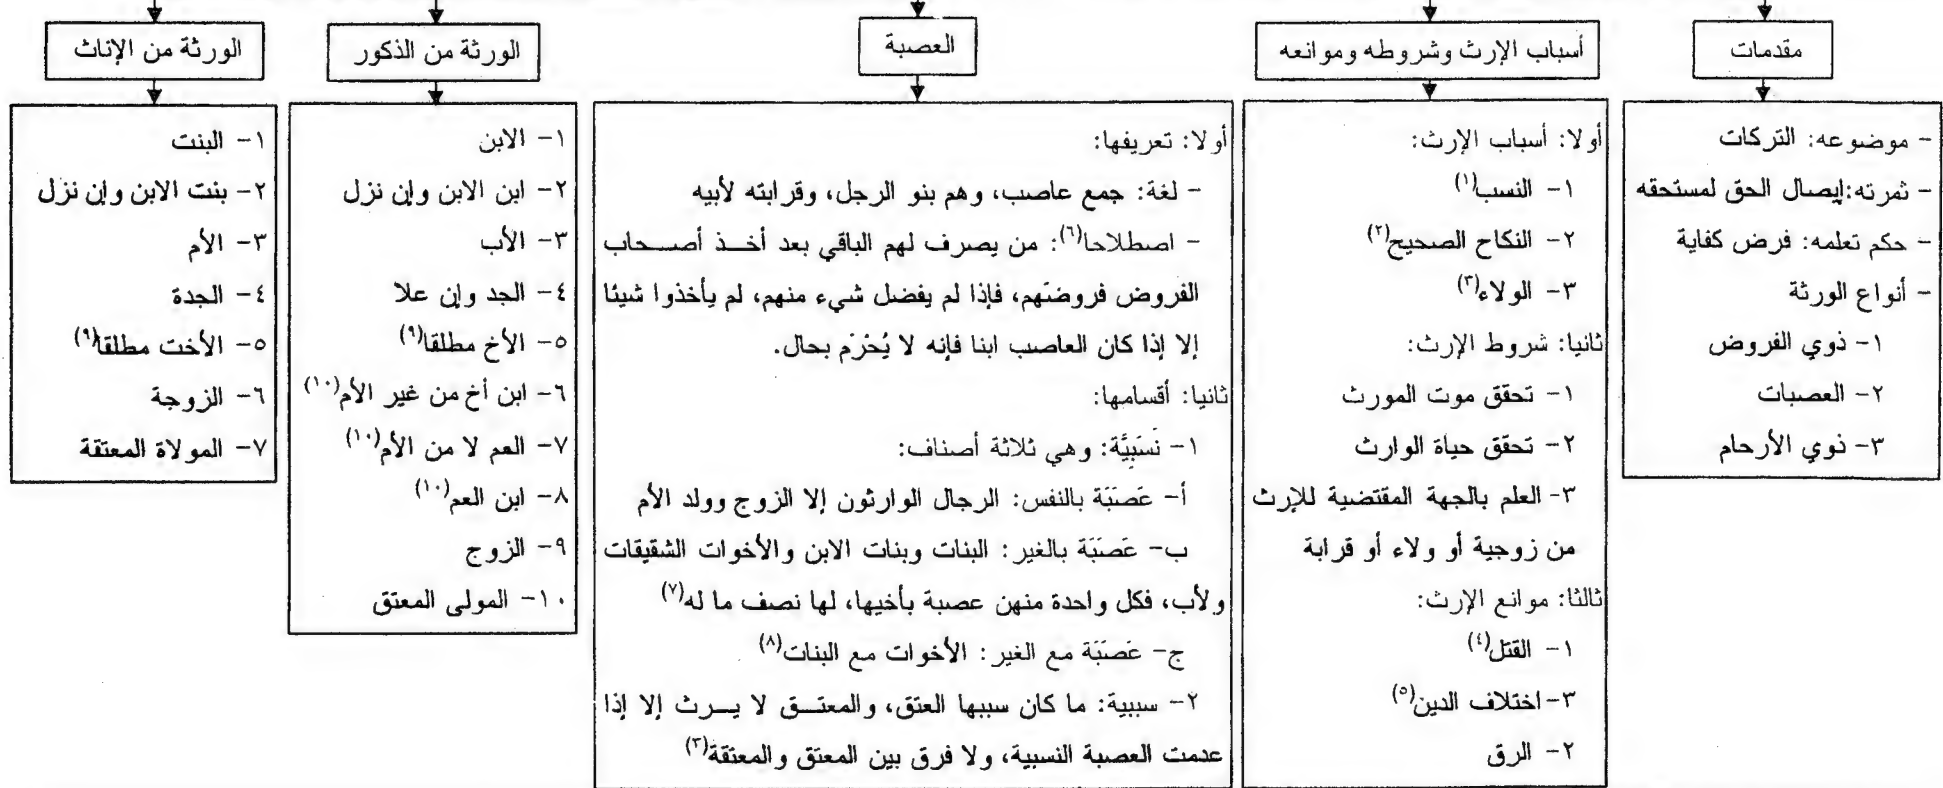 مقدمات
- موضوعه: التركات
- ثمرته:إيصال الحق لمستحقه
- حكم تعلمه: فرض كفاية
- أنواع الورثة
١- ذوي الفروض
٢- العصبات
٣- ذوي الأرحام
أسباب الإرث وشروطه وموانعه
أولا: أسباب الإرث:
١- النسب(١)
٢- النكاح الصحيح(٢)
٣- الولاء(٣)
ثانيا: شروط الإرث:
١- تحقق موت المورث
٢- تحقق حياة الوارث
٣- العلم بالجهة المقتضية للإرث
من زوجية أو ولاء أو قرابة
ثالثا: موانع الإرث:
١- القتل(٤)
٣- اختلاف الدين(٥)
٢- الرق
العصبة
أولا: تعريفها:
- لغة: جمع عاصب، وهم بنو الرجل، وقرابته لأبيه
- اصطلاحا(٦): من يصرف لهم الباقي بعد أخذ أصحاب
الفروض فروضَهم، فإذا لم يفضل شيء منهم، لم يأخذوا شيئا
إلا إذا كان العاصب ابنا فإنه لا يُحْرَم بحال.
ثانيا: أقسامها:
١- نَسَبِيَّة: وهي ثلاثة أصناف:
أ- عَصَبَة بالنفس: الرجال الوارثون إلا الزوج وولد الأم
ب- عَصَبَة بالغير: البنات وبنات الابن والأخوات الشقيقات
ولأب، فكل واحدة منهن عصبة بأخيها، لها نصف ما له(٧)
ج- عَصَبَة مع الغير: الأخوات مع البنات(٨)
٢- سببية: ما كان سببها العتق، والمعتق لا يرث إلا إذا
عدمت العصبة النسبية، ولا فرق بين المعتق والمعتقة(٣)
الورثة من الذكور
١- الابن
٢- ابن الابن وإن نزل
٣- الأب
٤- الجد وإن علا
٥- الأخ مطلقا(٩)
٦- ابن أخ من غير الأم(١٠)
٧- العم لا من الأم(١٠)
٨- ابن العم(١٠)
٩- الزوج
١٠- المولى المعتق
الورثة من الإناث
١- البنت
٢- بنت الابن وإن نزل
٣- الأم
٤- الجدة
٥- الأخت مطلقا(٩)
٦- الزوجة
٧- المولاة المعتقة